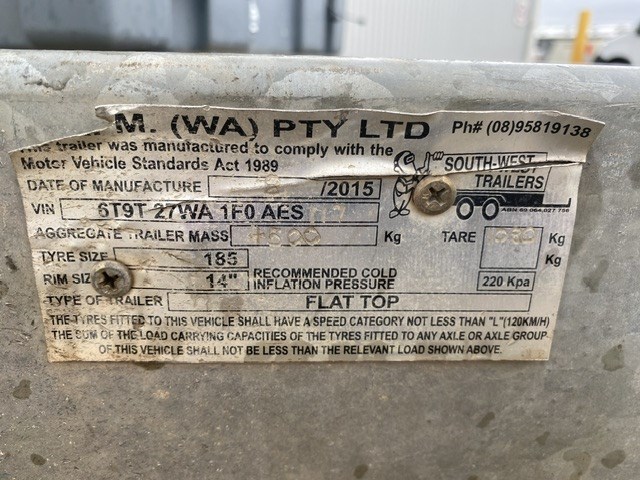 M. (WA) PTY LTD Ph# (08)95819138
trailer was manufactured to comply with the
Motor Vehicle Standards Act 1989
SOUTH-WEST
TRAILERS
DATE OF MANUFACTURE /2015
VIN 6T9T 27WA 1F0 AES
AGGREGATE TRAILER MASS Kg TARE Kg
TYRE SIZE 185 Kg
RIM SIZ 14" RECOMMENDED COLD
INFLATION PRESSURE 220 Kpa
TYPE OF TRAILER FLAT TOP
THE TYRES FITTED TO THIS VEHICLE SHALL HAVE A SPEED CATEGORY NOT LESS THAN "L"(120KM/H)
THE SUM OF THE LOAD CARRYING CAPACITIES OF THE TYRES FITTED TO ANY AXLE OR AXLE GROUP
OF THIS VEHICLE SHALL NOT BE LESS THAN THE RELEVANT LOAD SHOWN ABOVE.